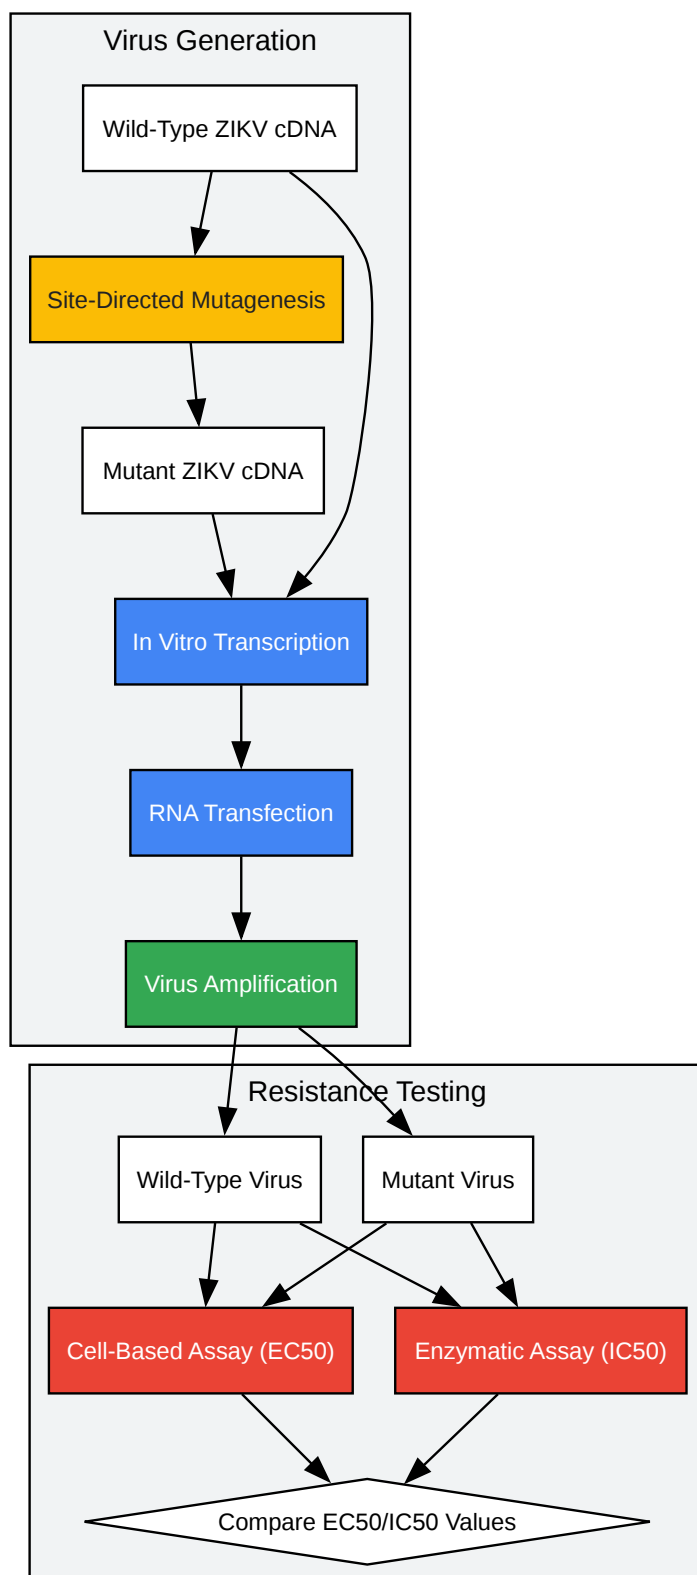 Virus Generation
Wild-Type ZIKV cDNA
Site-Directed Mutagenesis
Mutant ZIKV cDNA
In Vitro Transcription
RNA Transfection
Virus Amplification
Resistance Testing
Wild-Type Virus
Mutant Virus
Cell-Based Assay (EC50)
Enzymatic Assay (IC50)
Compare EC50/IC50 Values